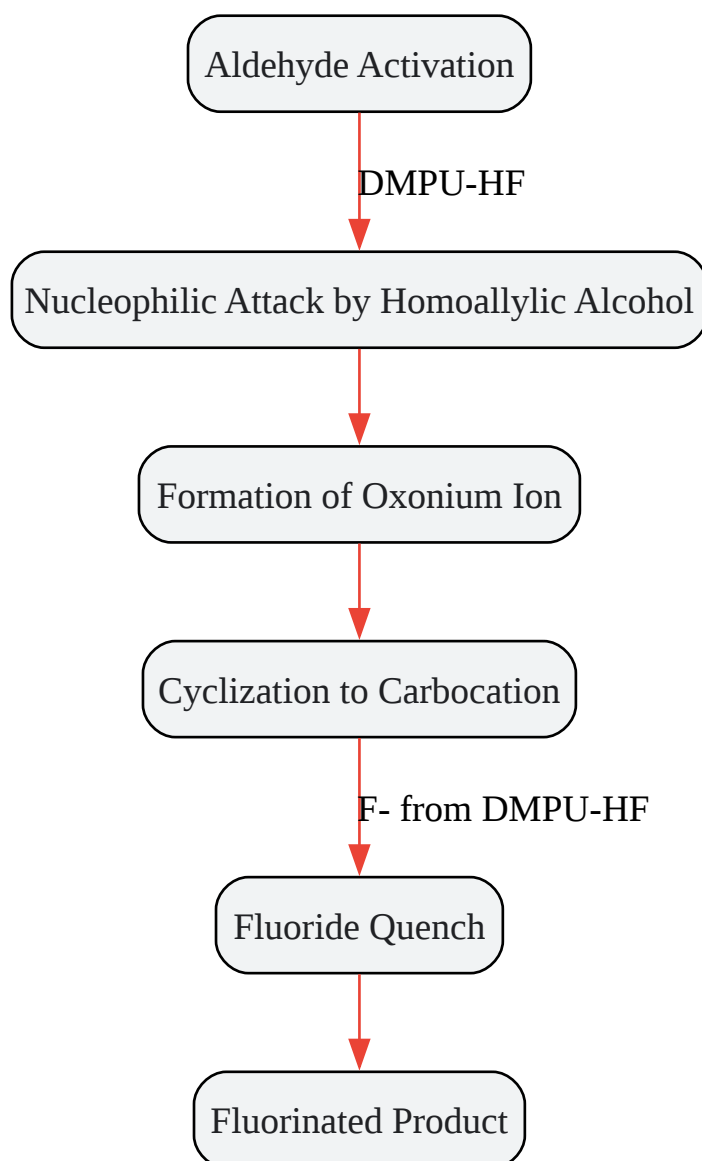 Aldehyde Activation
DMPU-HF
Nucleophilic Attack by Homoallylic Alcohol
Formation of Oxonium Ion
Cyclization to Carbocation
F- from DMPU-HF
Fluoride Quench
Fluorinated Product